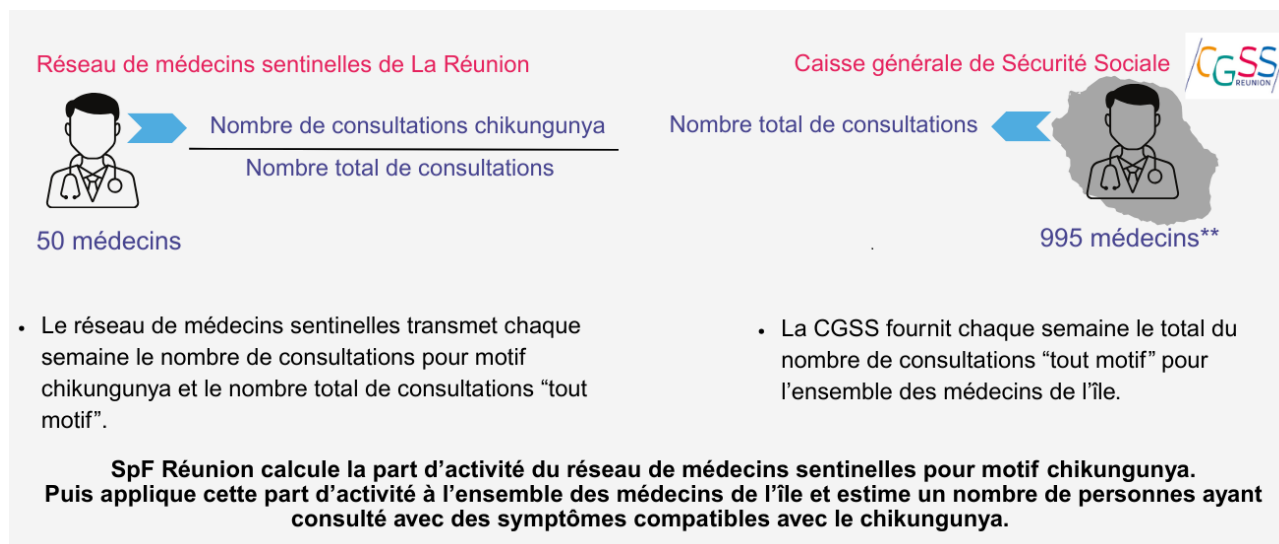 Réseau de médecins sentinelles de La Réunion
Nombre de consultations chikungunya
Nombre total de consultations
50 médecins
Caisse générale de Sécurité Sociale
CGSS
REUNION
Nombre total de consultations
995 médecins**
• Le réseau de médecins sentinelles transmet chaque
semaine le nombre de consultations pour motif
chikungunya et le nombre total de consultations “tout
motif”.
• La CGSS fournit chaque semaine le total du
nombre de consultations “tout motif” pour
l’ensemble des médecins de l’île.
SpF Réunion calcule la part d’activité du réseau de médecins sentinelles pour motif chikungunya.
Puis applique cette part d’activité à l’ensemble des médecins de l’île et estime un nombre de personnes ayant
consulté avec des symptômes compatibles avec le chikungunya.